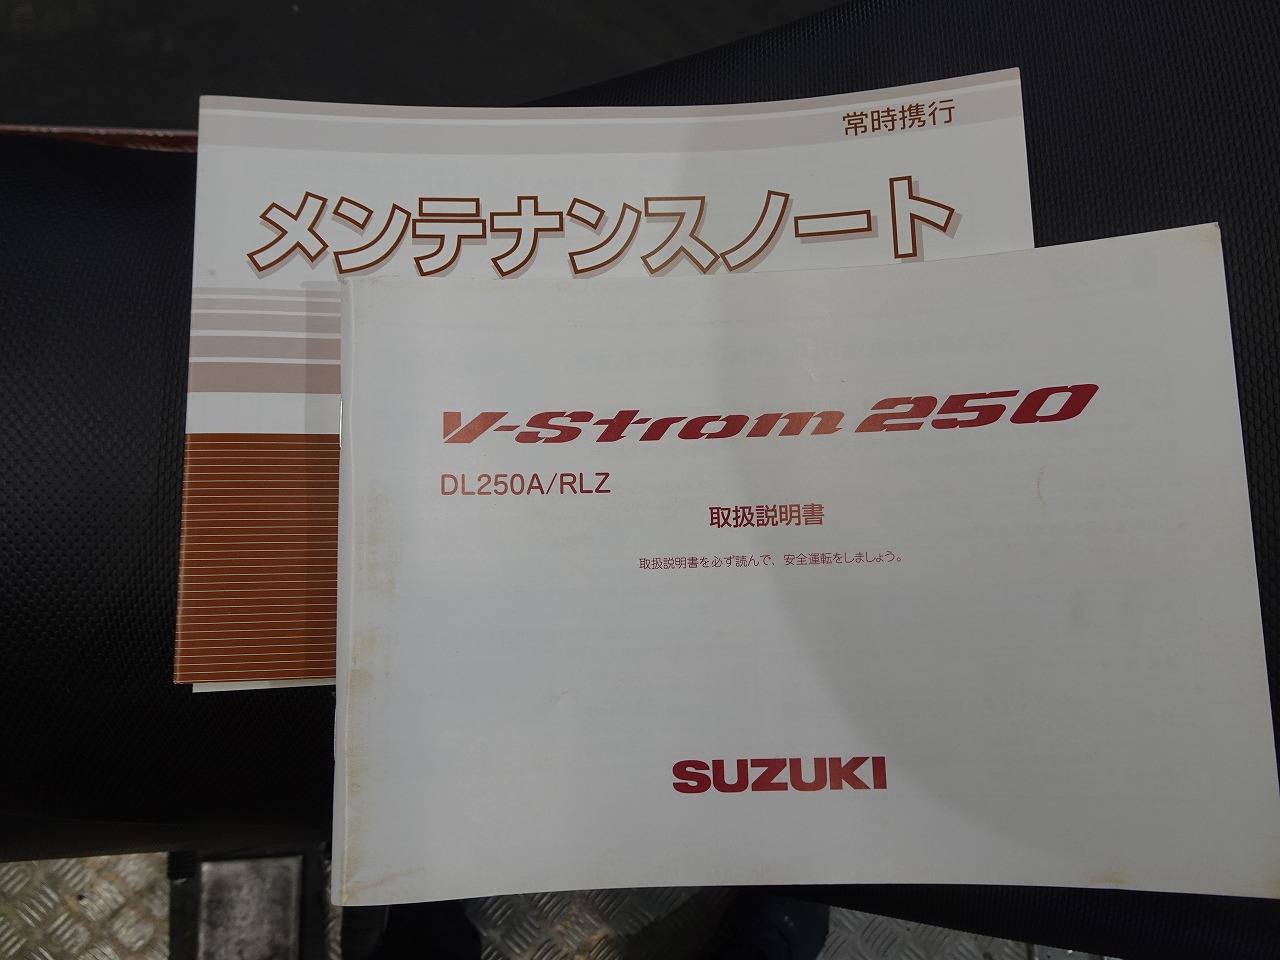 常時携行
メンテナンスノート
V-Strom 250
DL250A/RLZ
取扱説明書
取扱説明書を必ず読んで、安全運転をしましょう。
SUZUKI